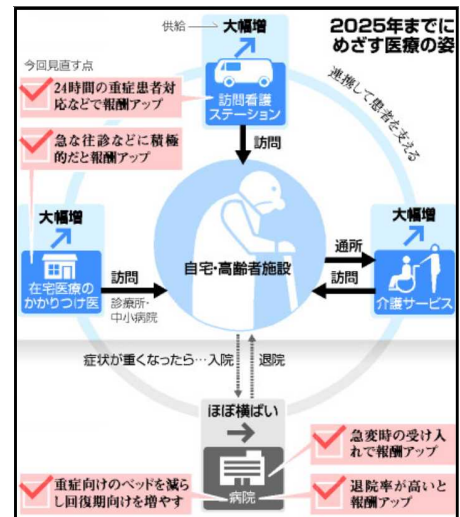 2025年までに
めざす医療の姿
供給
大幅増
今回見直す点
24時間の重症患者対
応などで報酬アップ
訪問看護
ステーション
連携して患者を支える
急な往診などに積極
的だと報酬アップ
訪問
大幅増
在宅医療の
かかりつけ医
訪問
診療所・
中小病院
自宅・高齢者施設
大幅増
通所
訪問
介護サービス
症状が重くなったら…入院
退院
ほぼ横ばい
病院
急変時の受け入
れで報酬アップ
重症向けのベッドを減ら
し回復期向けを増やす
退院率が高いと
報酬アップ